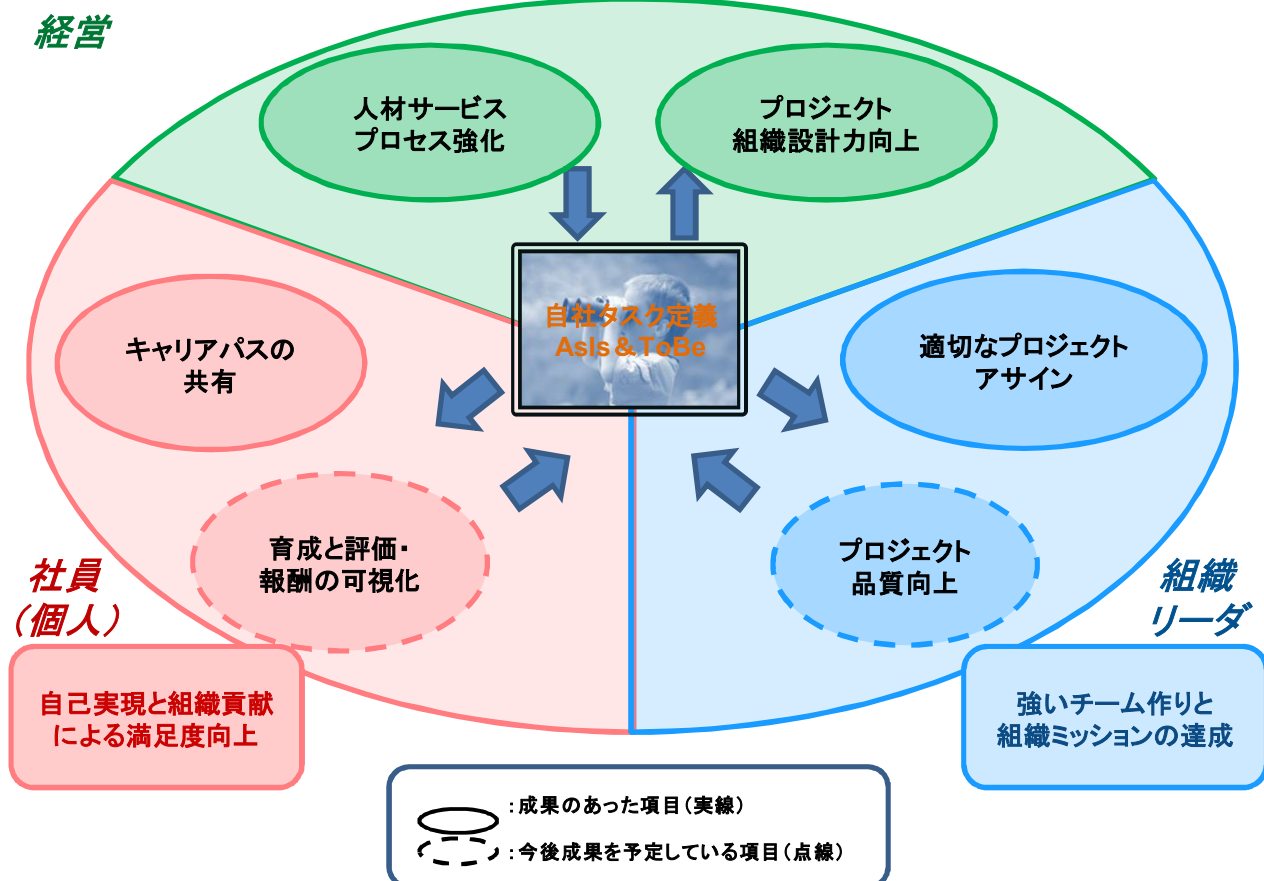 経営
人材サービス
プロセス強化
プロジェクト
組織設計力向上
自社タスク定義
AsIs＆ToBe
キャリアパスの
共有
適切なプロジェクト
アサイン
育成と評価・
報酬の可視化
プロジェクト
品質向上
社員
（個人）
組織
リーダ
自己実現と組織貢献
による満足度向上
強いチーム作りと
組織ミッションの達成
：成果のあった項目（実線）
：今後成果を予定している項目（点線）